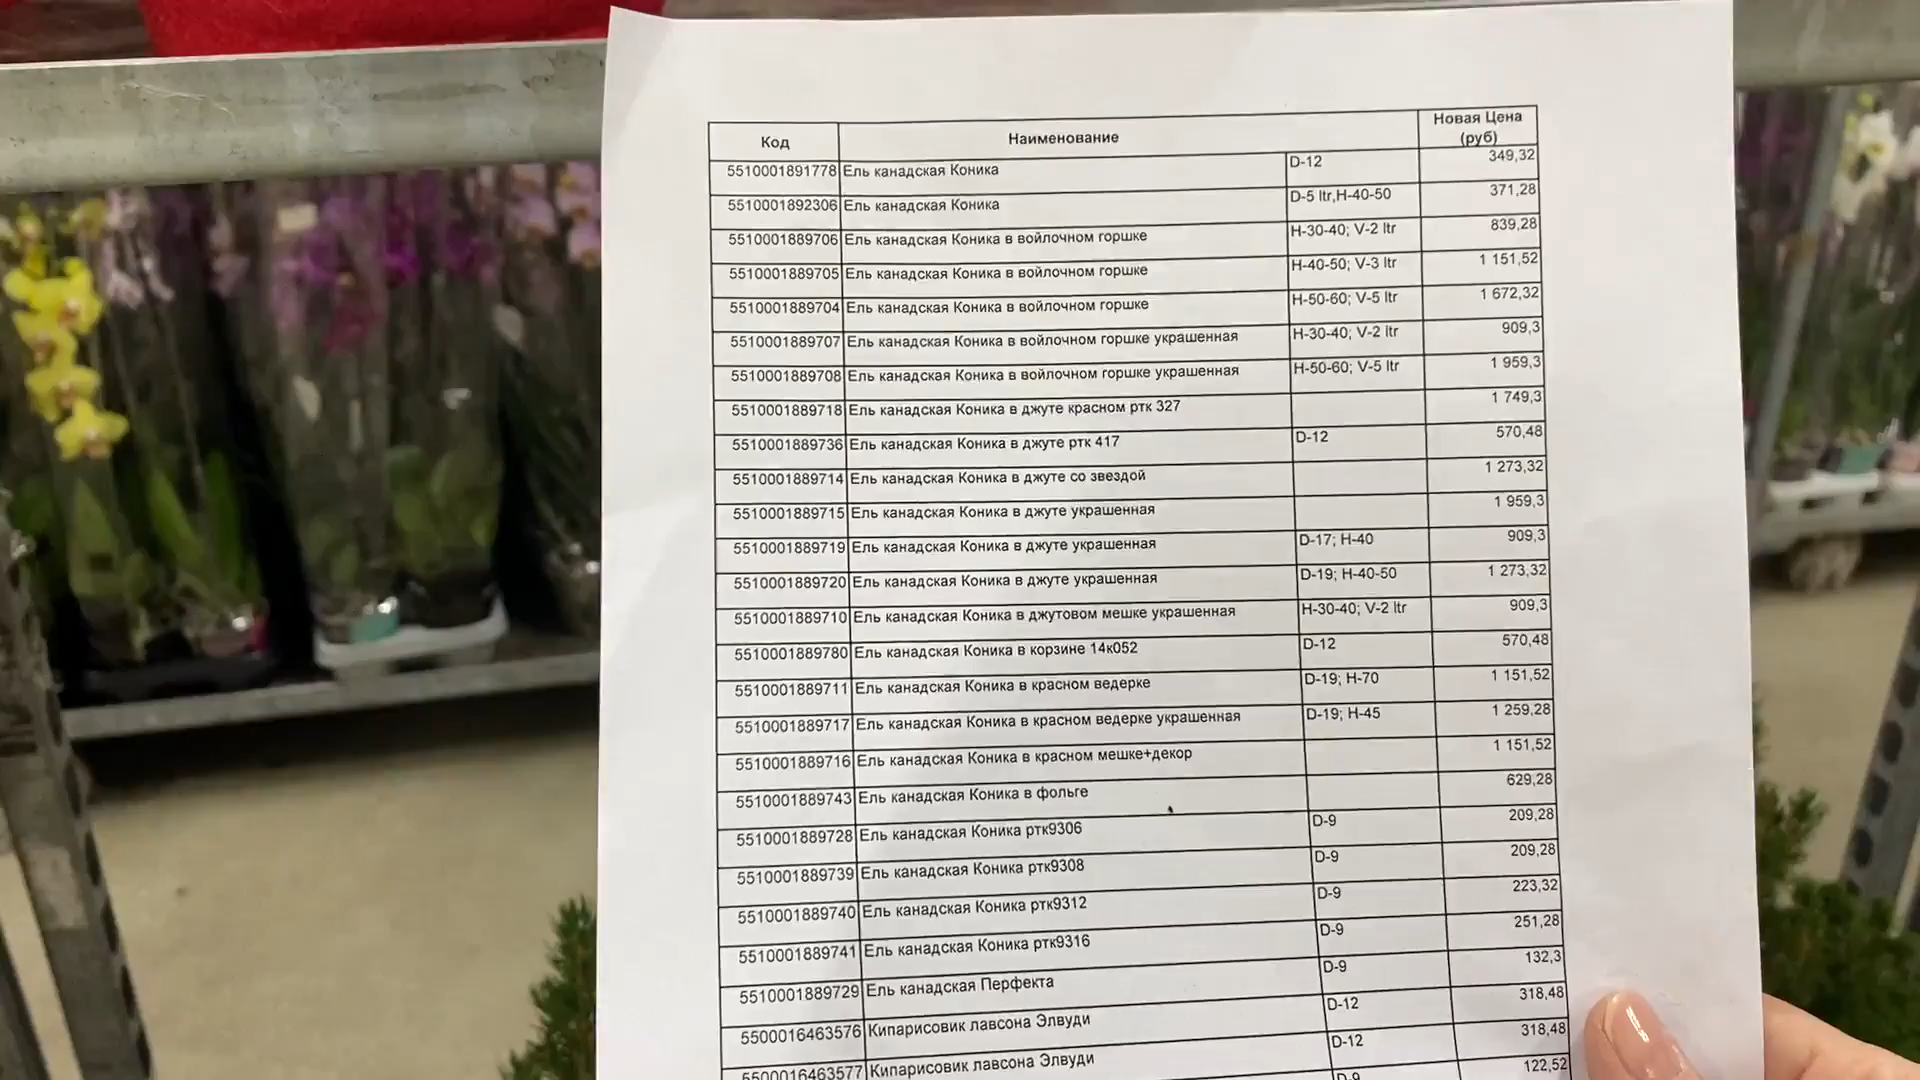 Код Наименование Новая Цена (руб)
5510001891778 Ель канадская Коника D-12 349,32
5510001892306 Ель канадская Коника D-5 ltr,H-40-50 371,28
5510001889706 Ель канадская Коника в войлочном горшке H-30-40; V-2 ltr 839,28
5510001889705 Ель канадская Коника в войлочном горшке H-40-50; V-3 ltr 1 151,52
5510001889704 Ель канадская Коника в войлочном горшке H-50-60; V-5 ltr 1 672,32
5510001889707 Ель канадская Коника в войлочном горшке украшенная H-30-40; V-2 ltr 909,3
5510001889708 Ель канадская Коника в войлочном горшке украшенная H-50-60; V-5 ltr 1 959,3
5510001889718 Ель канадская Коника в джуте красном ртк 327 1 749,3
5510001889736 Ель канадская Коника в джуте ртк 417 D-12 570,48
5510001889714 Ель канадская Коника в джуте со звездой 1 273,32
5510001889715 Ель канадская Коника в джуте украшенная 1 959,3
5510001889719 Ель канадская Коника в джуте украшенная D-17; H-40 909,3
5510001889720 Ель канадская Коника в джуте украшенная D-19; H-40-50 1 273,32
5510001889710 Ель канадская Коника в джутовом мешке украшенная H-30-40; V-2 ltr 909,3
5510001889780 Ель канадская Коника в корзине 14к052 D-12 570,48
5510001889711 Ель канадская Коника в красном ведерке D-19; H-70 1 151,52
5510001889717 Ель канадская Коника в красном ведерке украшенная D-19; H-45 1 259,28
5510001889716 Ель канадская Коника в красном мешке+декор 1 151,52
5510001889743 Ель канадская Коника в фольге 629,28
5510001889728 Ель канадская Коника ртк9306 D-9 209,28
5510001889739 Ель канадская Коника ртк9308 D-9 209,28
5510001889740 Ель канадская Коника ртк9312 D-9 223,32
5510001889741 Ель канадская Коника ртк9316 D-9 251,28
5510001889729 Ель канадская Перфекта D-9 132,3
5500016463576 Кипарисовик лавсона Элвуди D-12 318,48
5500016463577 Кипарисовик лавсона Элвуди D-12 318,48
D-9 122,52